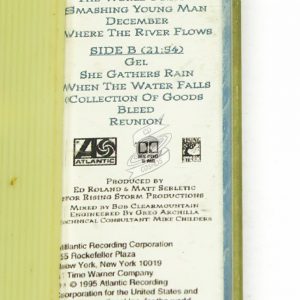 SMASHING YOUNG MAN
DECEMBER
WHERE THE RIVER FLOWS
SIDE B (21:54)
GEL
SHE GATHERS RAIN
WHEN THE WATER FALLS
(COLLECTION OF GOODS
BLEED
REUNION
ATLANTIC
PRODUCED BY
ED ROLAND & MATT SERLETIC
FOR RISING STORM PRODUCTIONS
MIXED BY BOB CLEARMOUNTAIN
ENGINEERED BY GREG ARCHILLA
TECHNICAL CONSULTANT MIKE CHILDERS
Atlantic Recording Corporation
Rockefeller Plaza
New York, New York 10019
Time Warner Company
© 1995 Atlantic Recording
Corporation for the United States and